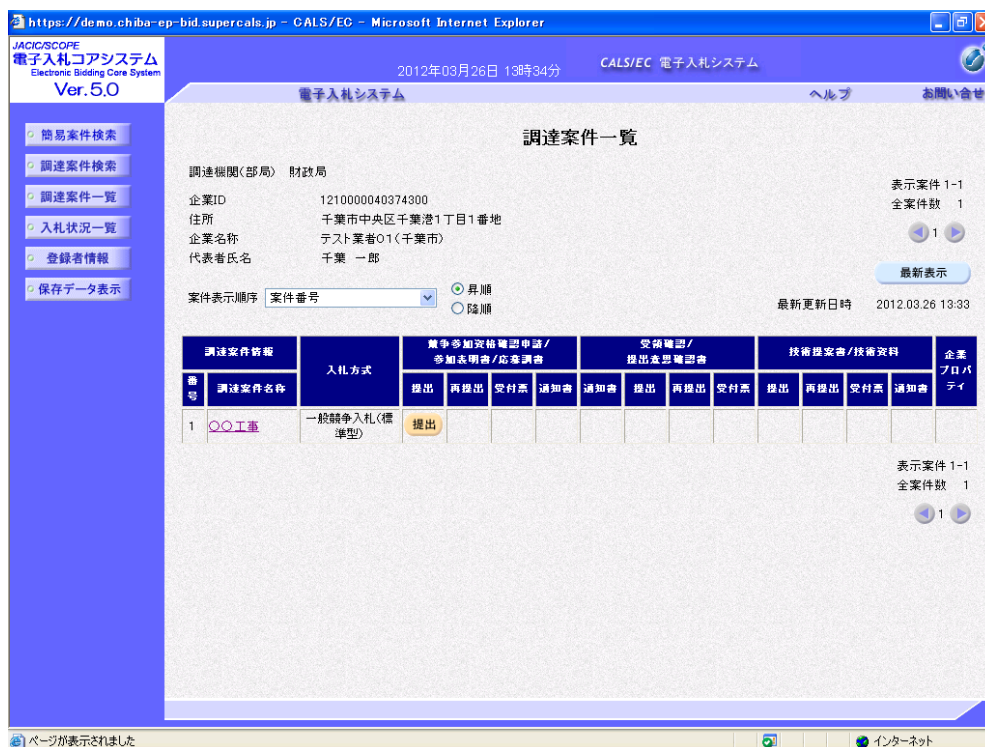 https://demo.chiba-ep-bid.supercals.jp - CALS/EC - Microsoft Internet Explorer
JACIC/SCOPE
電子入札コアシステム
Electronic Bidding Core System
Ver.5.0
2012年03月26日 13時34分
CALS/EC 電子入札システム
電子入札システム
ヘルプ
お問い合せ
簡易案件検索
調達案件検索
調達案件一覧
入札状況一覧
登録者情報
保存データ表示
調達案件一覧
調達機関(部局) 財政局
企業ID 1210000040374300
住所 千葉市中央区千葉港1丁目1番地
企業名称 テスト業者01(千葉市)
代表者氏名 千葉 一郎
表示案件 1-1
全案件数 1
1
最新表示
案件表示順序 案件番号
昇順
降順
最新更新日時 2012.03.26 13:33
調達案件情報
入札方式
競争参加資格確認申請/
参加表明書/応募調書
受領確認/
提出意思確認書
技術提案書/技術資料
企業
プロパ
ティ
番号 調達案件名称 提出 再提出 受付票 通知書 通知書 提出 再提出 受付票 提出 再提出 受付票 通知書
1 〇〇工事 一般競争入札(標準型) 提出
表示案件 1-1
全案件数 1
1
ページが表示されました
インターネット